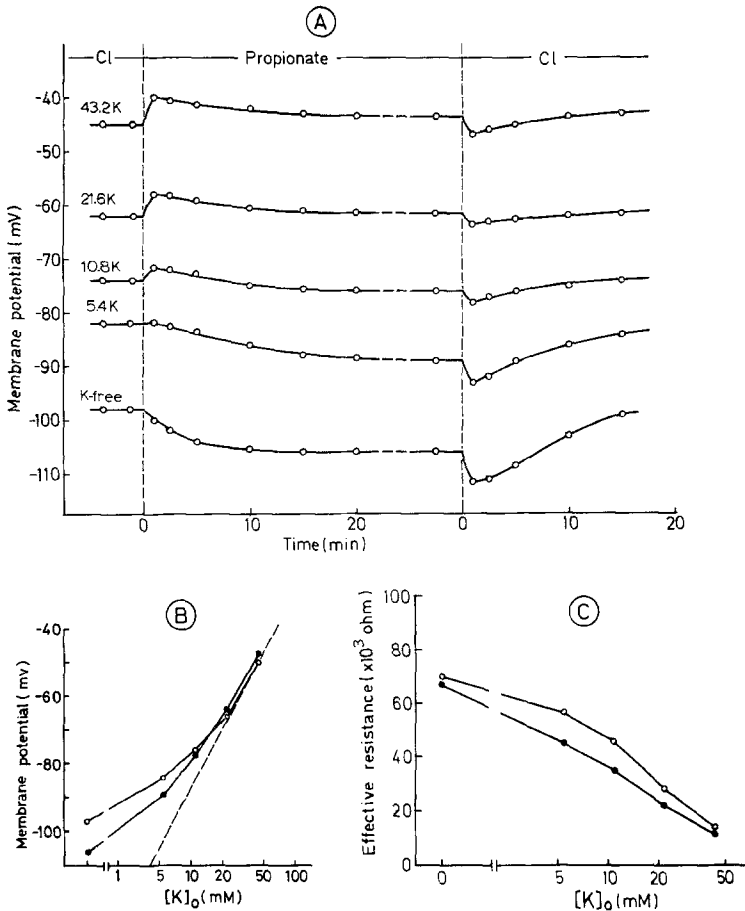 A
Cl Propionate Cl
Membrane potential (mV)
-40
-50
-60
-70
-80
-90
-100
-110
43.2K
21.6K
10.8K
5.4K
K-free
0 10 20 0 10 20
Time (min)
B
Membrane potential (mv)
-40
-60
-80
-100
1 5 10 20 50 100
[K]o (mM)
C
Effective resistance (x10³ ohm)
100
80
60
40
20
0
0 5 10 20 50
[K]o (mM)